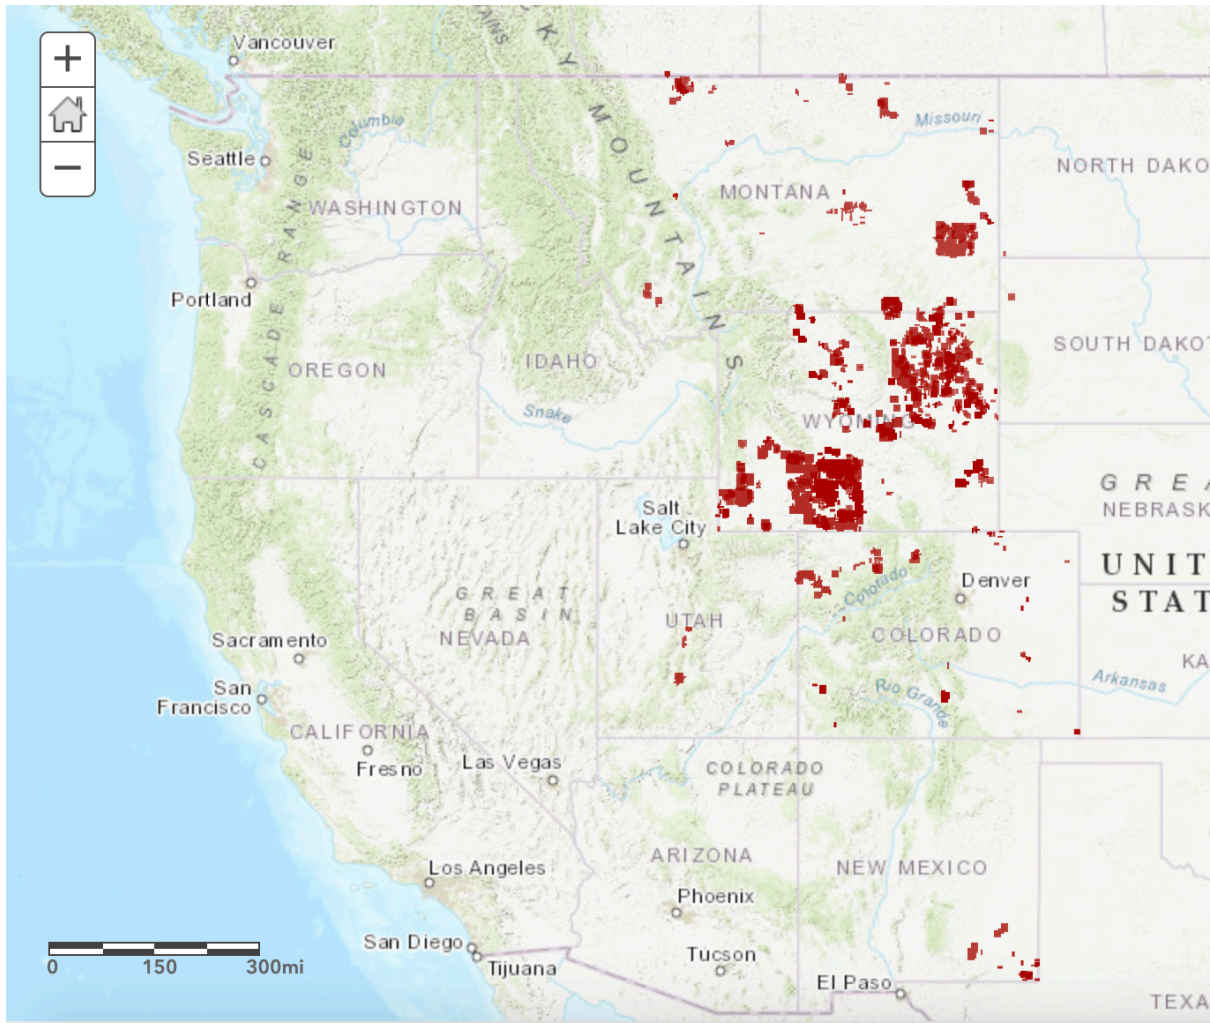 +
−
Vancouver
AINS
CKY MOUNTAINS
Columbia
Missouri
Seattle
NORTH DAKO
WASHINGTON
MONTANA
CASCADE RANGE
Portland
SOUTH DAKOT
OREGON
IDAHO
Snake
WYOMING
GREA
NEBRASK
Salt
Lake City
UNIT
STAT
Denver
Colorado
GREAT
BASIN
NEVADA
UTAH
COLORADO
Sacramento
KA
Arkansas
San
Francisco
Rio Grande
CALIFORNIA
Fresno
Las Vegas
COLORADO
PLATEAU
ARIZONA
NEW MEXICO
Los Angeles
Phoenix
San Diego
Tijuana
Tucson
El Paso
TEXA
0 150 300mi